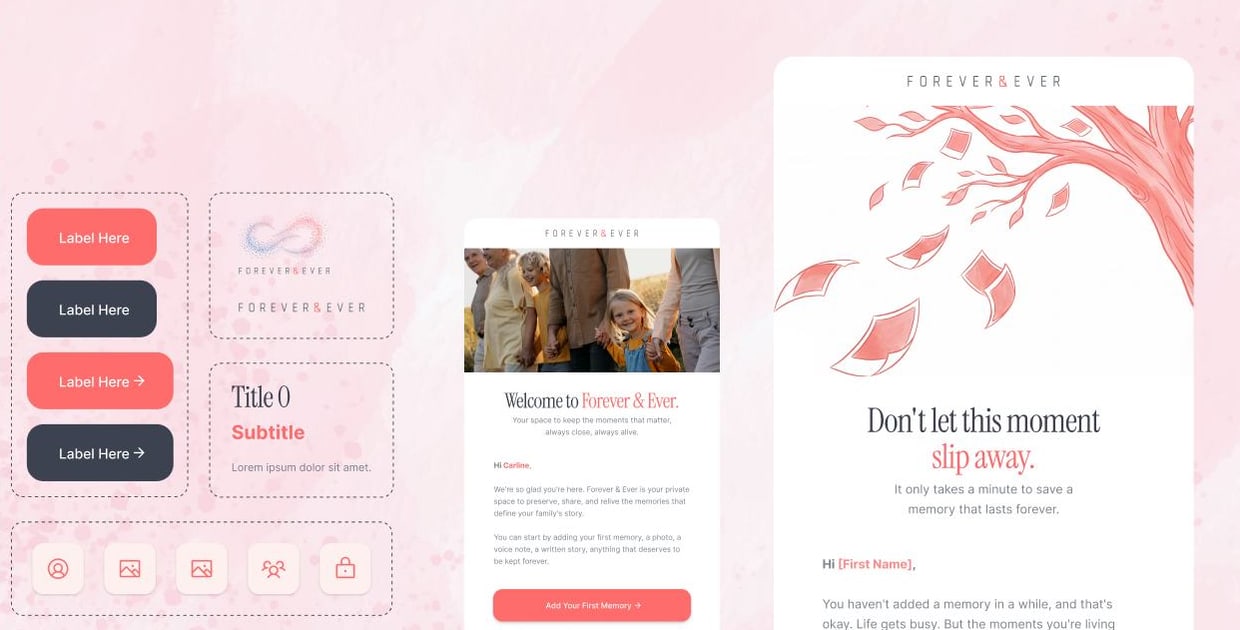 Label Here
Label Here
Label Here →
Label Here →
FOREVER&EVER
FOREVER&EVER
Title 0
Subtitle
Lorem ipsum dolor sit amet.
FOREVER&EVER
Welcome to Forever & Ever.
Your space to keep the moments that matter,
always close, always alive.
Hi Carline,
We're so glad you're here. Forever & Ever is your private
space to preserve, share, and relive the memories that
define your family's story.
You can start by adding your first memory, a photo, a
voice note, a written story, anything that deserves to
be kept forever.
Add Your First Memory →
FOREVER&EVER
Don't let this moment
slip away.
It only takes a minute to save a
memory that lasts forever.
Hi [First Name],
You haven't added a memory in a while, and that's
okay. Life gets busy. But the moments you're living